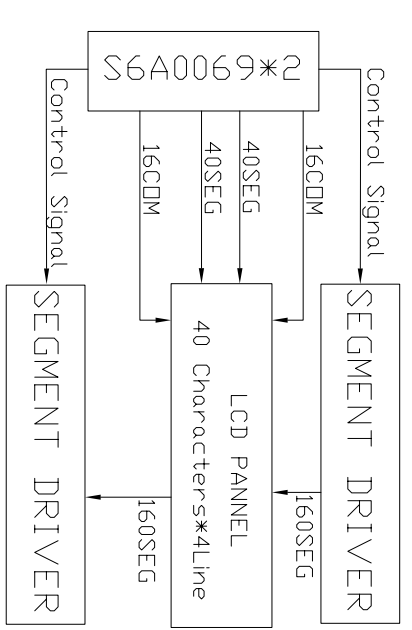 S6A0069*2
Control Signal
16COM
40SEG
40SEG
16COM
Control Signal
SEGMENT DRIVER
160SEG
LCD PANNEL
40 Characters*4Line
160SEG
SEGMENT DRIVER